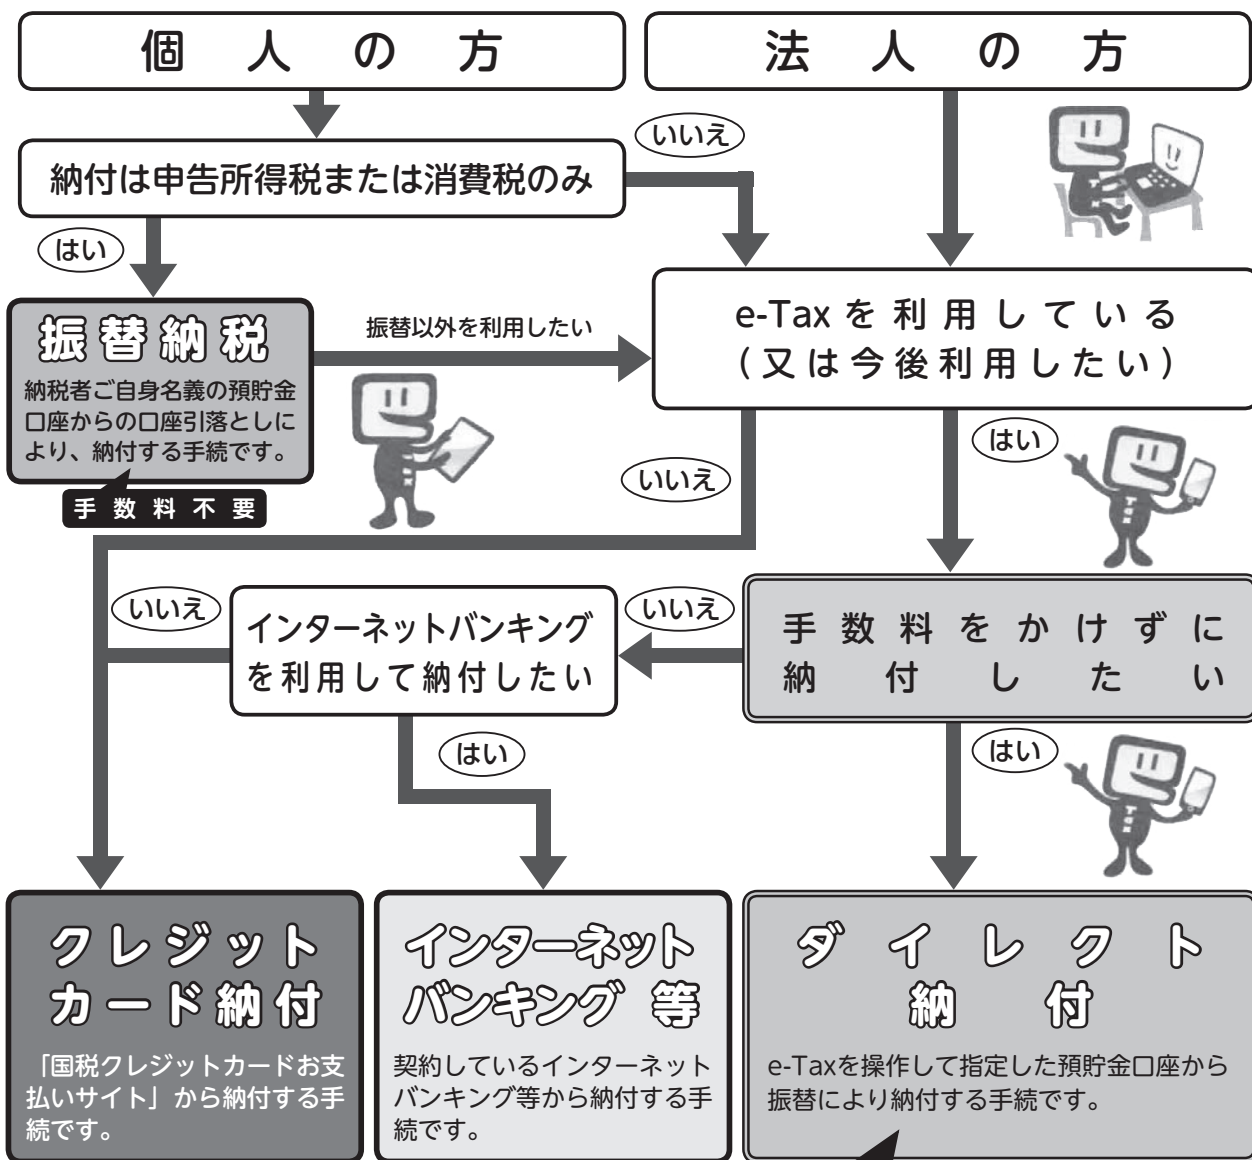 個人の方
法人の方
いいえ
納付は申告所得税または消費税のみ
はい
e-Taxを利用している
(又は今後利用したい)
振替納税
納税者ご自身名義の預貯金
口座からの口座引落としに
より、納付する手続です。
手数料不要
振替以外を利用したい
はい
いいえ
手数料をかけずに
納付したい
いいえ
インターネットバンキング
を利用して納付したい
いいえ
はい
はい
クレジット
カード納付
「国税クレジットカードお支
払いサイト」から納付する手
続です。
インターネット
バンキング等
契約しているインターネット
バンキング等から納付する手
続です。
ダイレクト
納付
e-Taxを操作して指定した預貯金口座から
振替により納付する手続です。